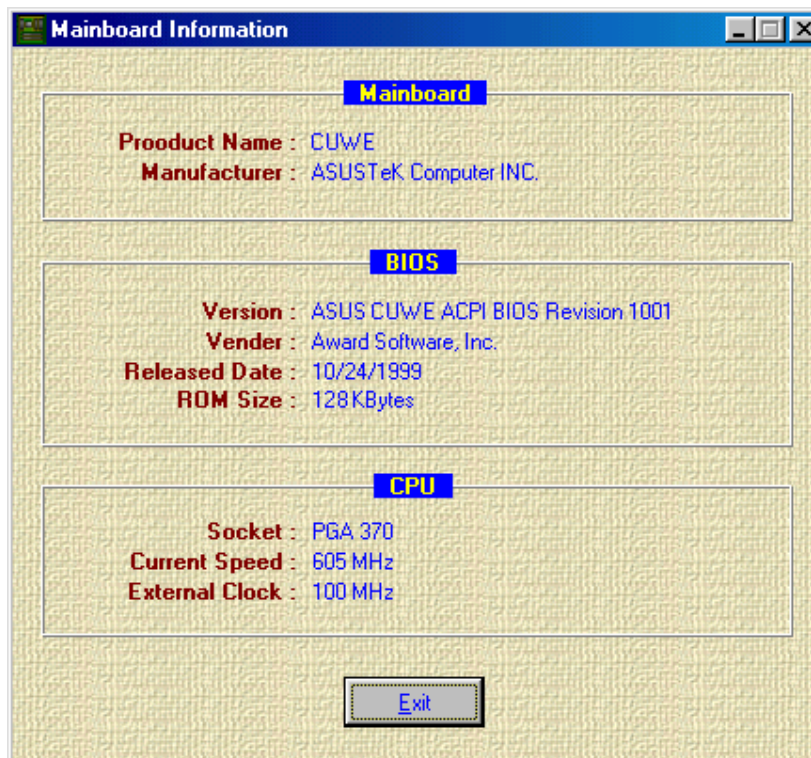 Mainboard Information
Mainboard
Prooduct Name : CUWE
Manufacturer : ASUSTeK Computer INC.
BIOS
Version : ASUS CUWE ACPI BIOS Revision 1001
Vender : Award Software, Inc.
Released Date : 10/24/1999
ROM Size : 128 KBytes
CPU
Socket : PGA 370
Current Speed : 605 MHz
External Clock : 100 MHz
Exit